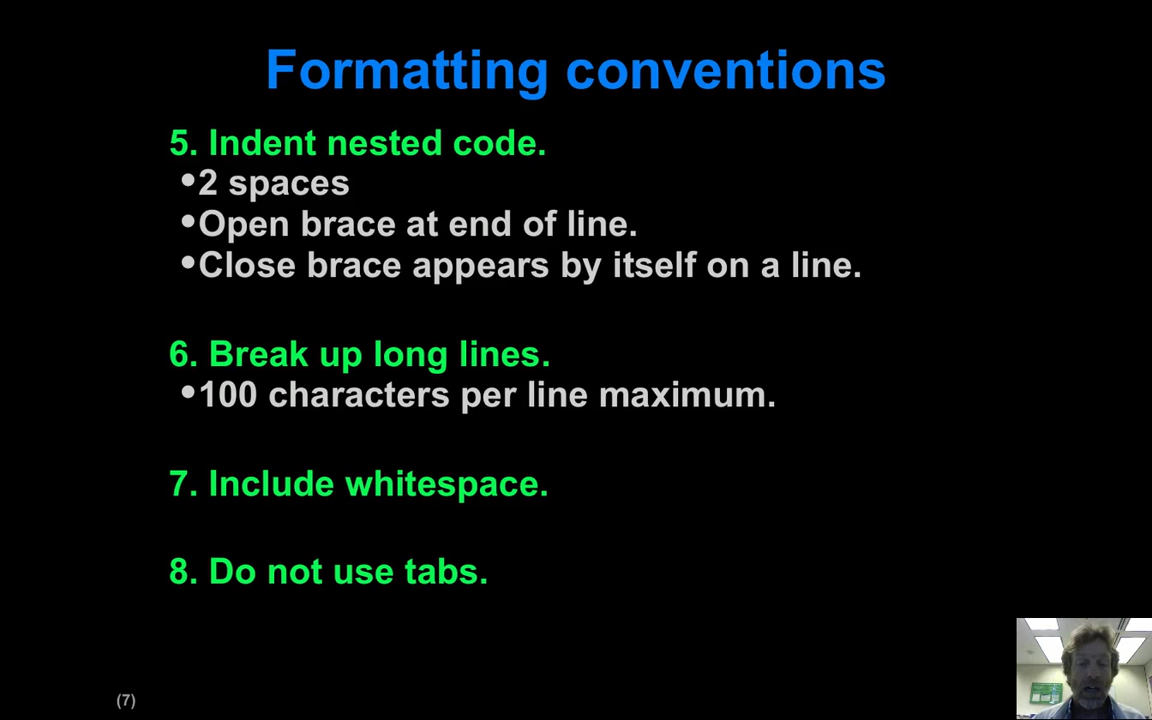 Formatting conventions
5. Indent nested code.
•2 spaces
•Open brace at end of line.
•Close brace appears by itself on a line.
6. Break up long lines.
•100 characters per line maximum.
7. Include whitespace.
8. Do not use tabs.
(7)